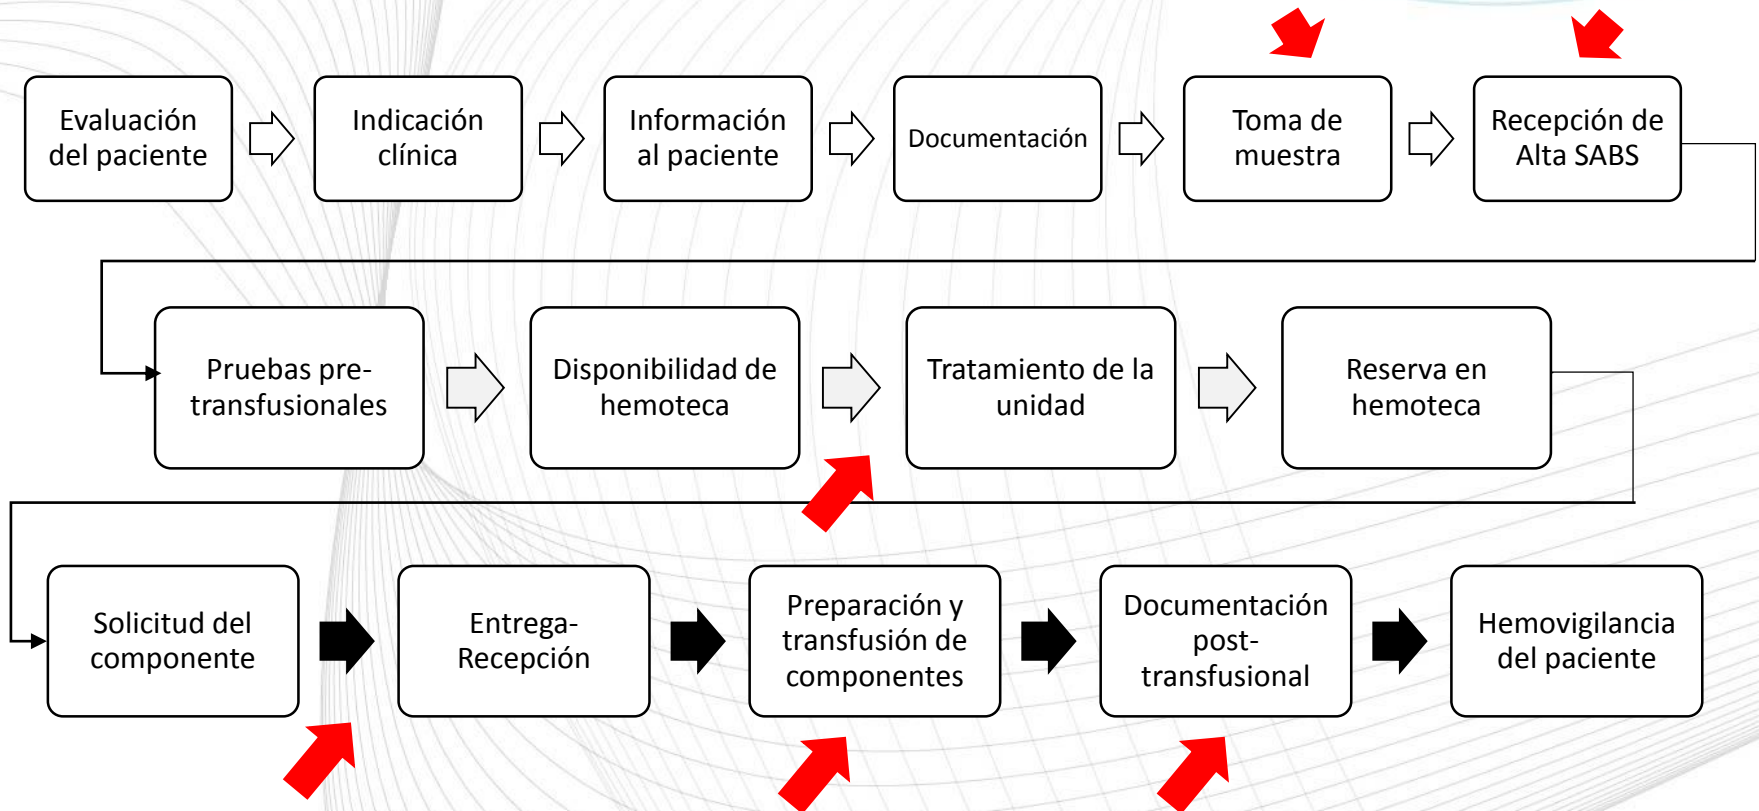 Evaluación
del paciente
Indicación
clínica
Información
al paciente
Documentación
Toma de
muestra
Recepción de
Alta SABS
Pruebas pre-
transfusionales
Disponibilidad de
hemoteca
Tratamiento de la
unidad
Reserva en
hemoteca
Solicitud del
componente
Entrega-
Recepción
Preparación y
transfusión de
componentes
Documentación
post-
transfusional
Hemovigilancia
del paciente